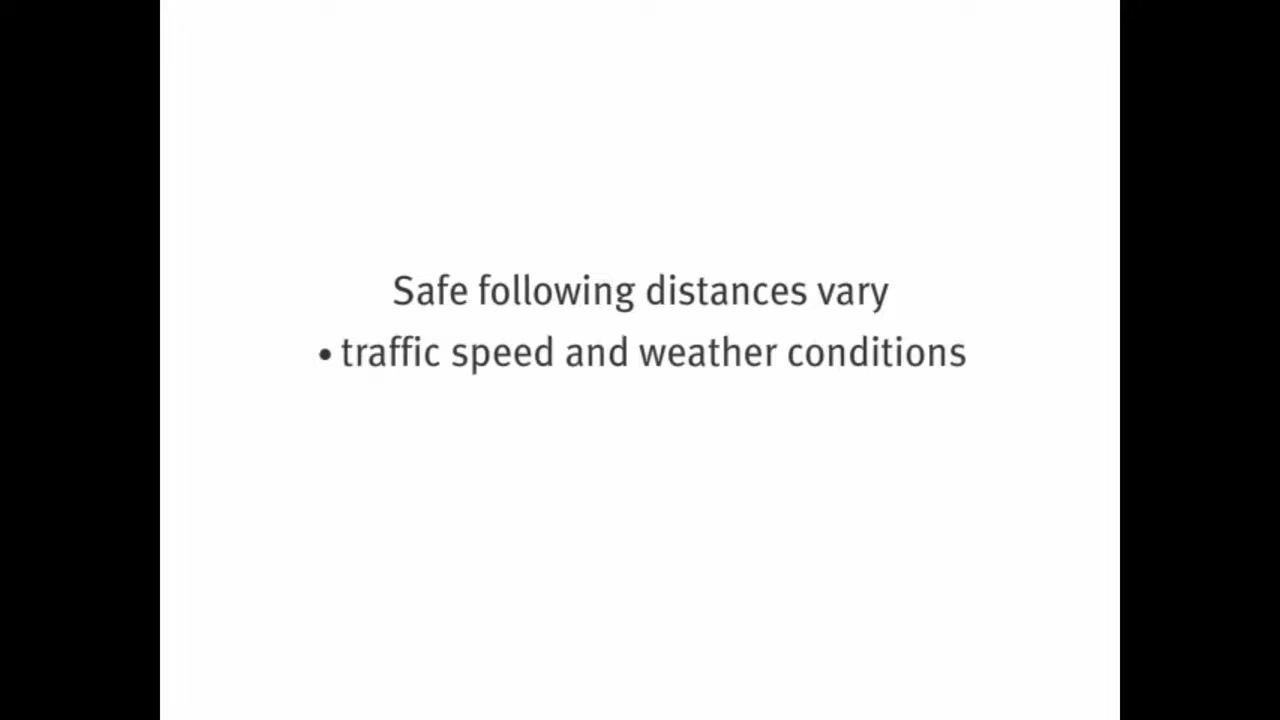 Safe following distances vary
• traffic speed and weather conditions